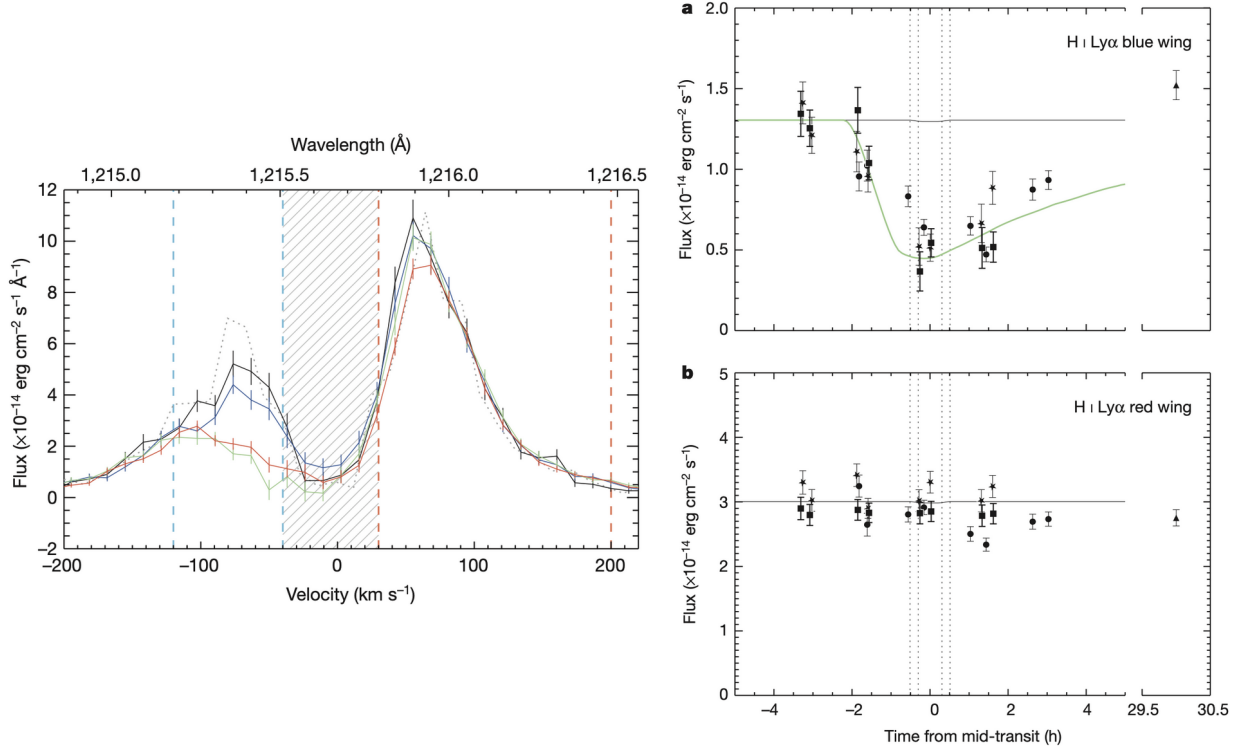 Wavelength (Å)
1,215.0 1,215.5 1,216.0 1,216.5
12
10
8
6
4
2
0
−2
Flux (×10−14 erg cm−2 s−1 Å−1)
−200 −100 0 100 200
Velocity (km s−1)
a
H I Lyα blue wing
2.0
1.5
1.0
0.5
0
Flux (×10−14 erg cm−2 s−1)
b
H I Lyα red wing
5
4
3
2
1
0
Flux (×10−14 erg cm−2 s−1)
−4 −2 0 2 4 29.5 30.5
Time from mid-transit (h)